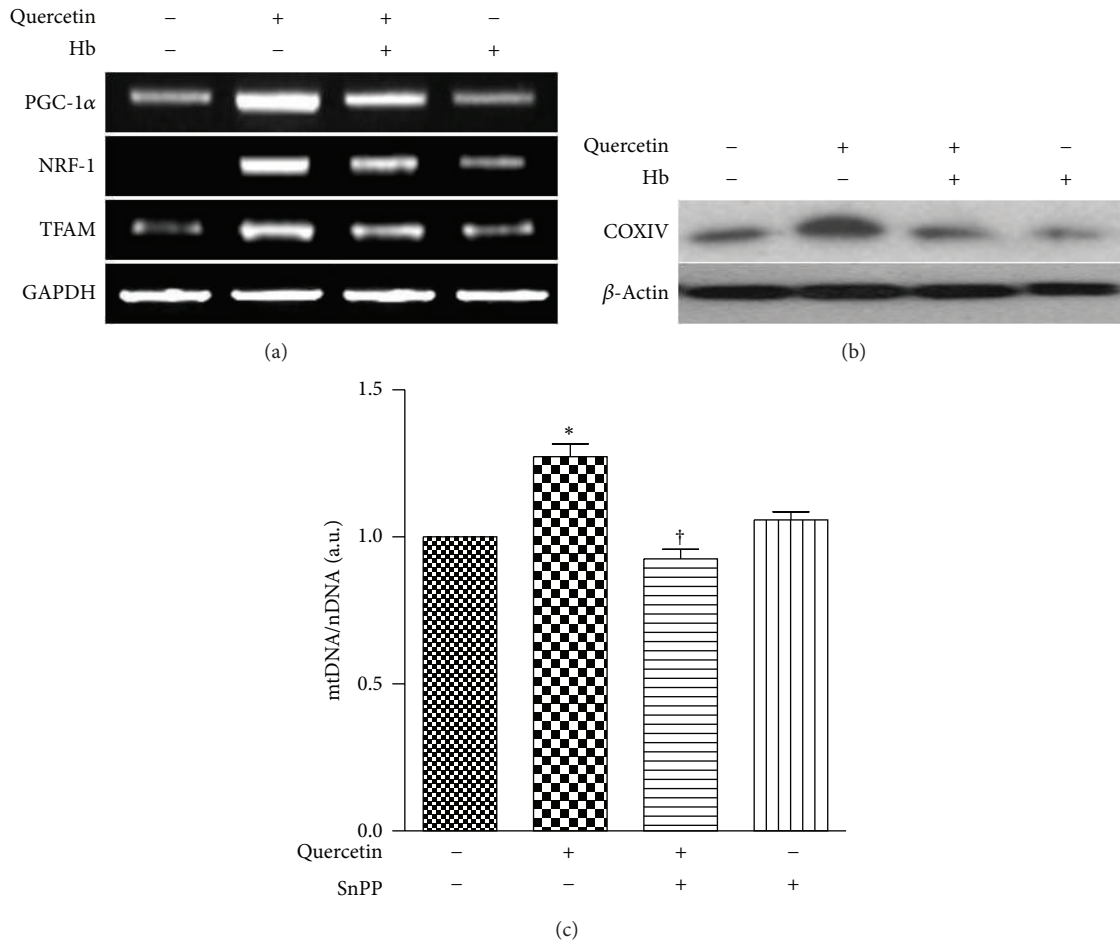 Quercetin − + + −
Hb − − + +
PGC-1α
NRF-1
TFAM
GAPDH
(a)
Quercetin − + + −
Hb − − + +
COXIV
β-Actin
(b)
1.5
1.0
0.5
0.0
mtDNA/nDNA (a.u.)
*
†
Quercetin − + + −
SnPP − − + +
(c)